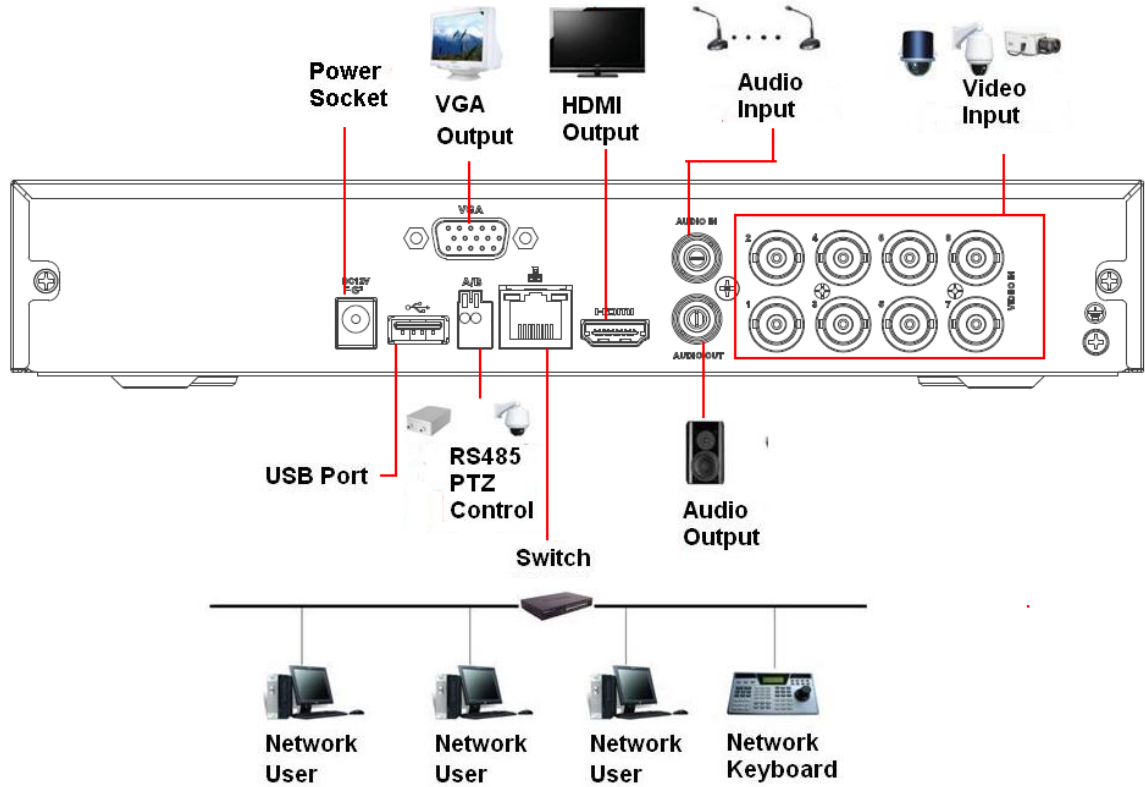 Power
Socket
VGA
Output
HDMI
Output
Audio
Input
Video
Input
VGA
AUDIO IN
DC12V
A/B
HDMI
AUDIO OUT
2
4
6
8
1
3
5
7
VIDEO IN
USB Port
RS485
PTZ
Control
Audio
Output
Switch
Network
User
Network
User
Network
User
Network
Keyboard